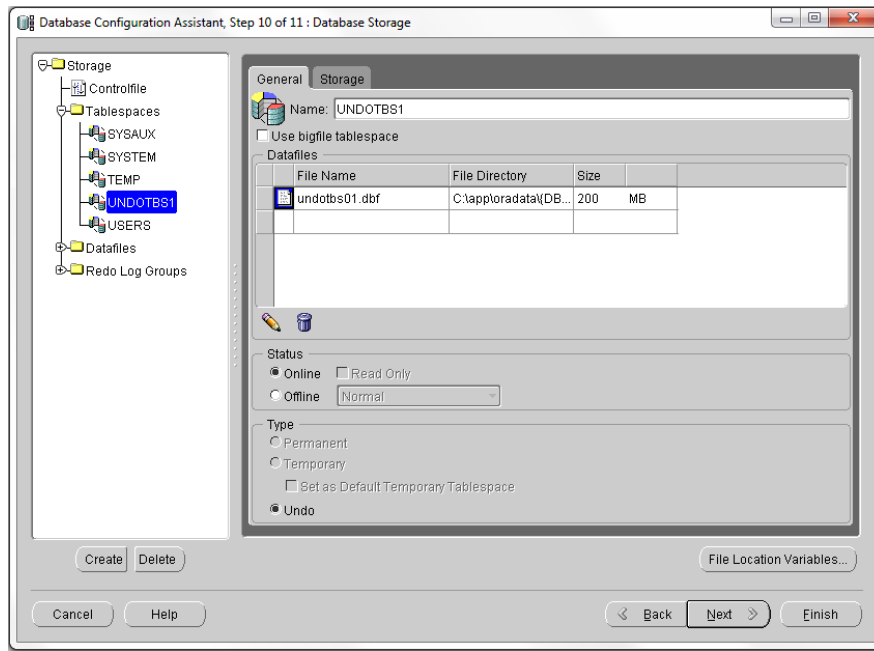 Database Configuration Assistant, Step 10 of 11 : Database Storage
Storage
Controlfile
Tablespaces
SYSAUX
SYSTEM
TEMP
UNDOTBS1
USERS
Datafiles
Redo Log Groups
General Storage
Name: UNDOTBS1
Use bigfile tablespace
Datafiles
File Name File Directory Size
undotbs01.dbf C:\app\oradata\{DB... 200 MB
Status
Online Read Only
Offline Normal
Type
Permanent
Temporary
Set as Default Temporary Tablespace
Undo
Create Delete File Location Variables...
Cancel Help Back Next Finish